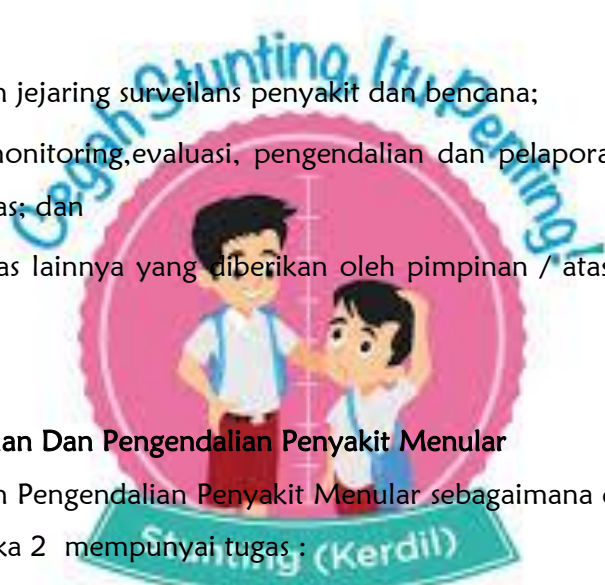 Cegah Stunting, Itu Penting!
n jejaring surveilans penyakit dan bencana;
nonitoring,evaluasi, pengendalian dan pelapora
as; dan
as lainnya yang diberikan oleh pimpinan / atas
an Dan Pengendalian Penyakit Menular
n Pengendalian Penyakit Menular sebagaimana
ka 2 mempunyai tugas :
Stunting (Kerdil)